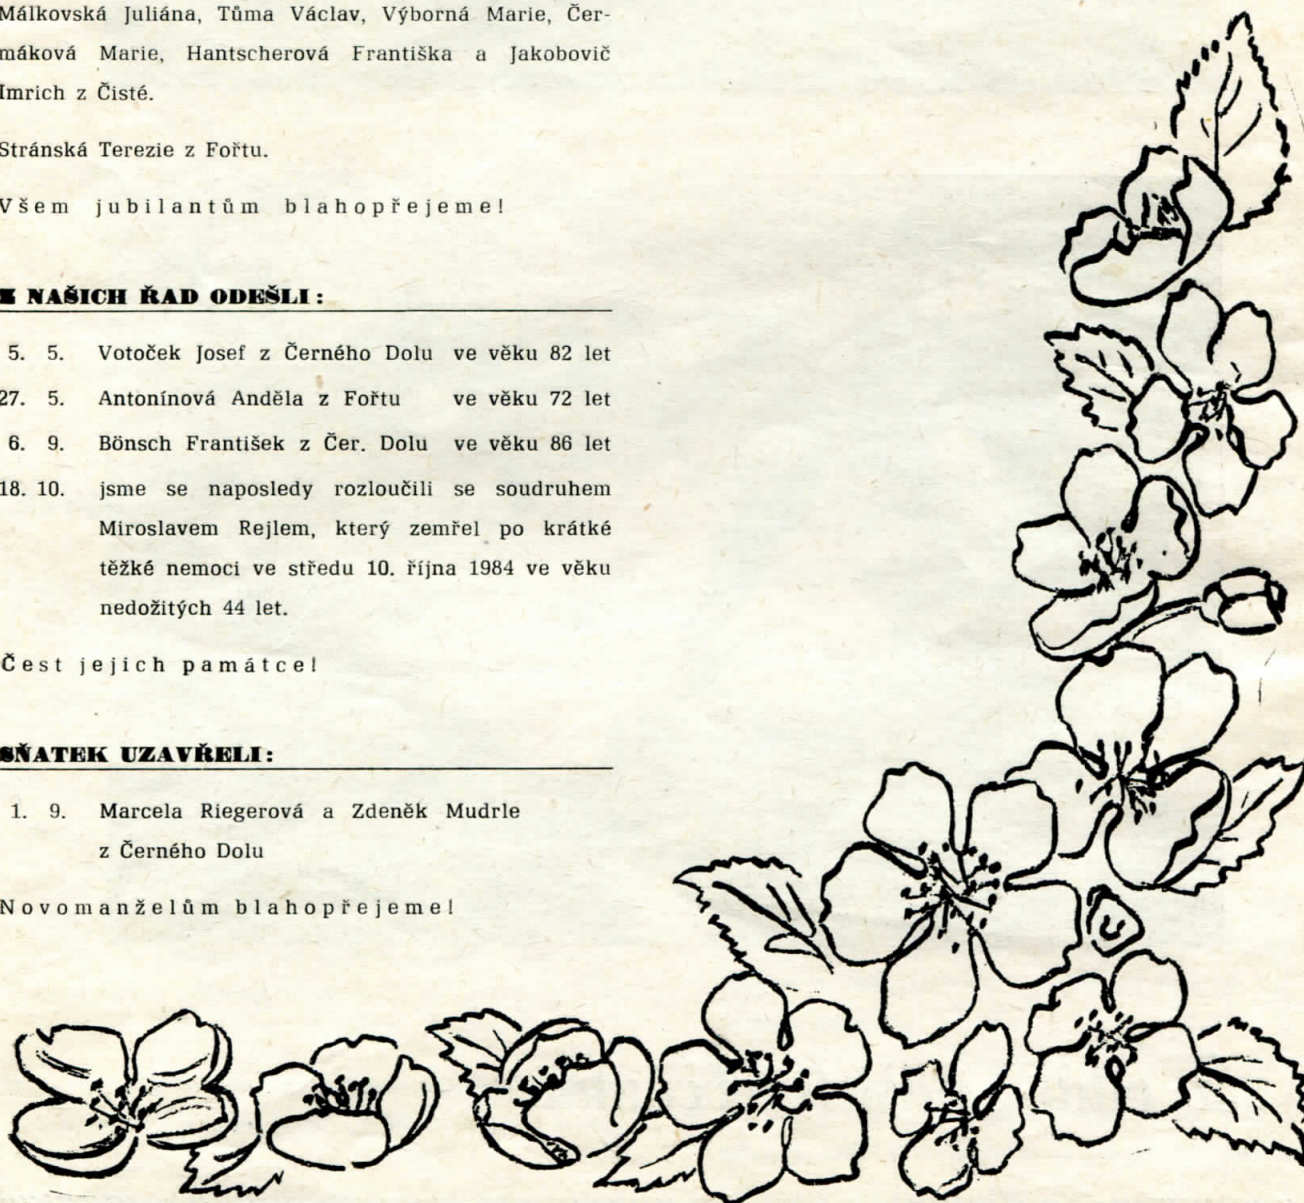 Málkovská Juliána, Tůma Václav, Výborná Marie, Čer-
máková Marie, Hantscherová Františka a Jakobovič
Imrich z Čisté.
Stránská Terezie z Fořtu.
Všem jubilantům blahopřejeme!
Z NAŠICH ŘAD ODEŠLI:
5. 5. Votoček Josef z Černého Dolu ve věku 82 let
27. 5. Antonínová Anděla z Fořtu ve věku 72 let
6. 9. Bönsch František z Čer. Dolu ve věku 86 let
18. 10. jsme se naposledy rozloučili se soudruhem
Miroslavem Rejlem, který zemřel po krátké
těžké nemoci ve středu 10. října 1984 ve věku
nedožitých 44 let.
Čest jejich památce!
SŇATEK UZAVŘELI:
1. 9. Marcela Riegerová a Zdeněk Mudrle
z Černého Dolu
Novomanželům blahopřejeme!